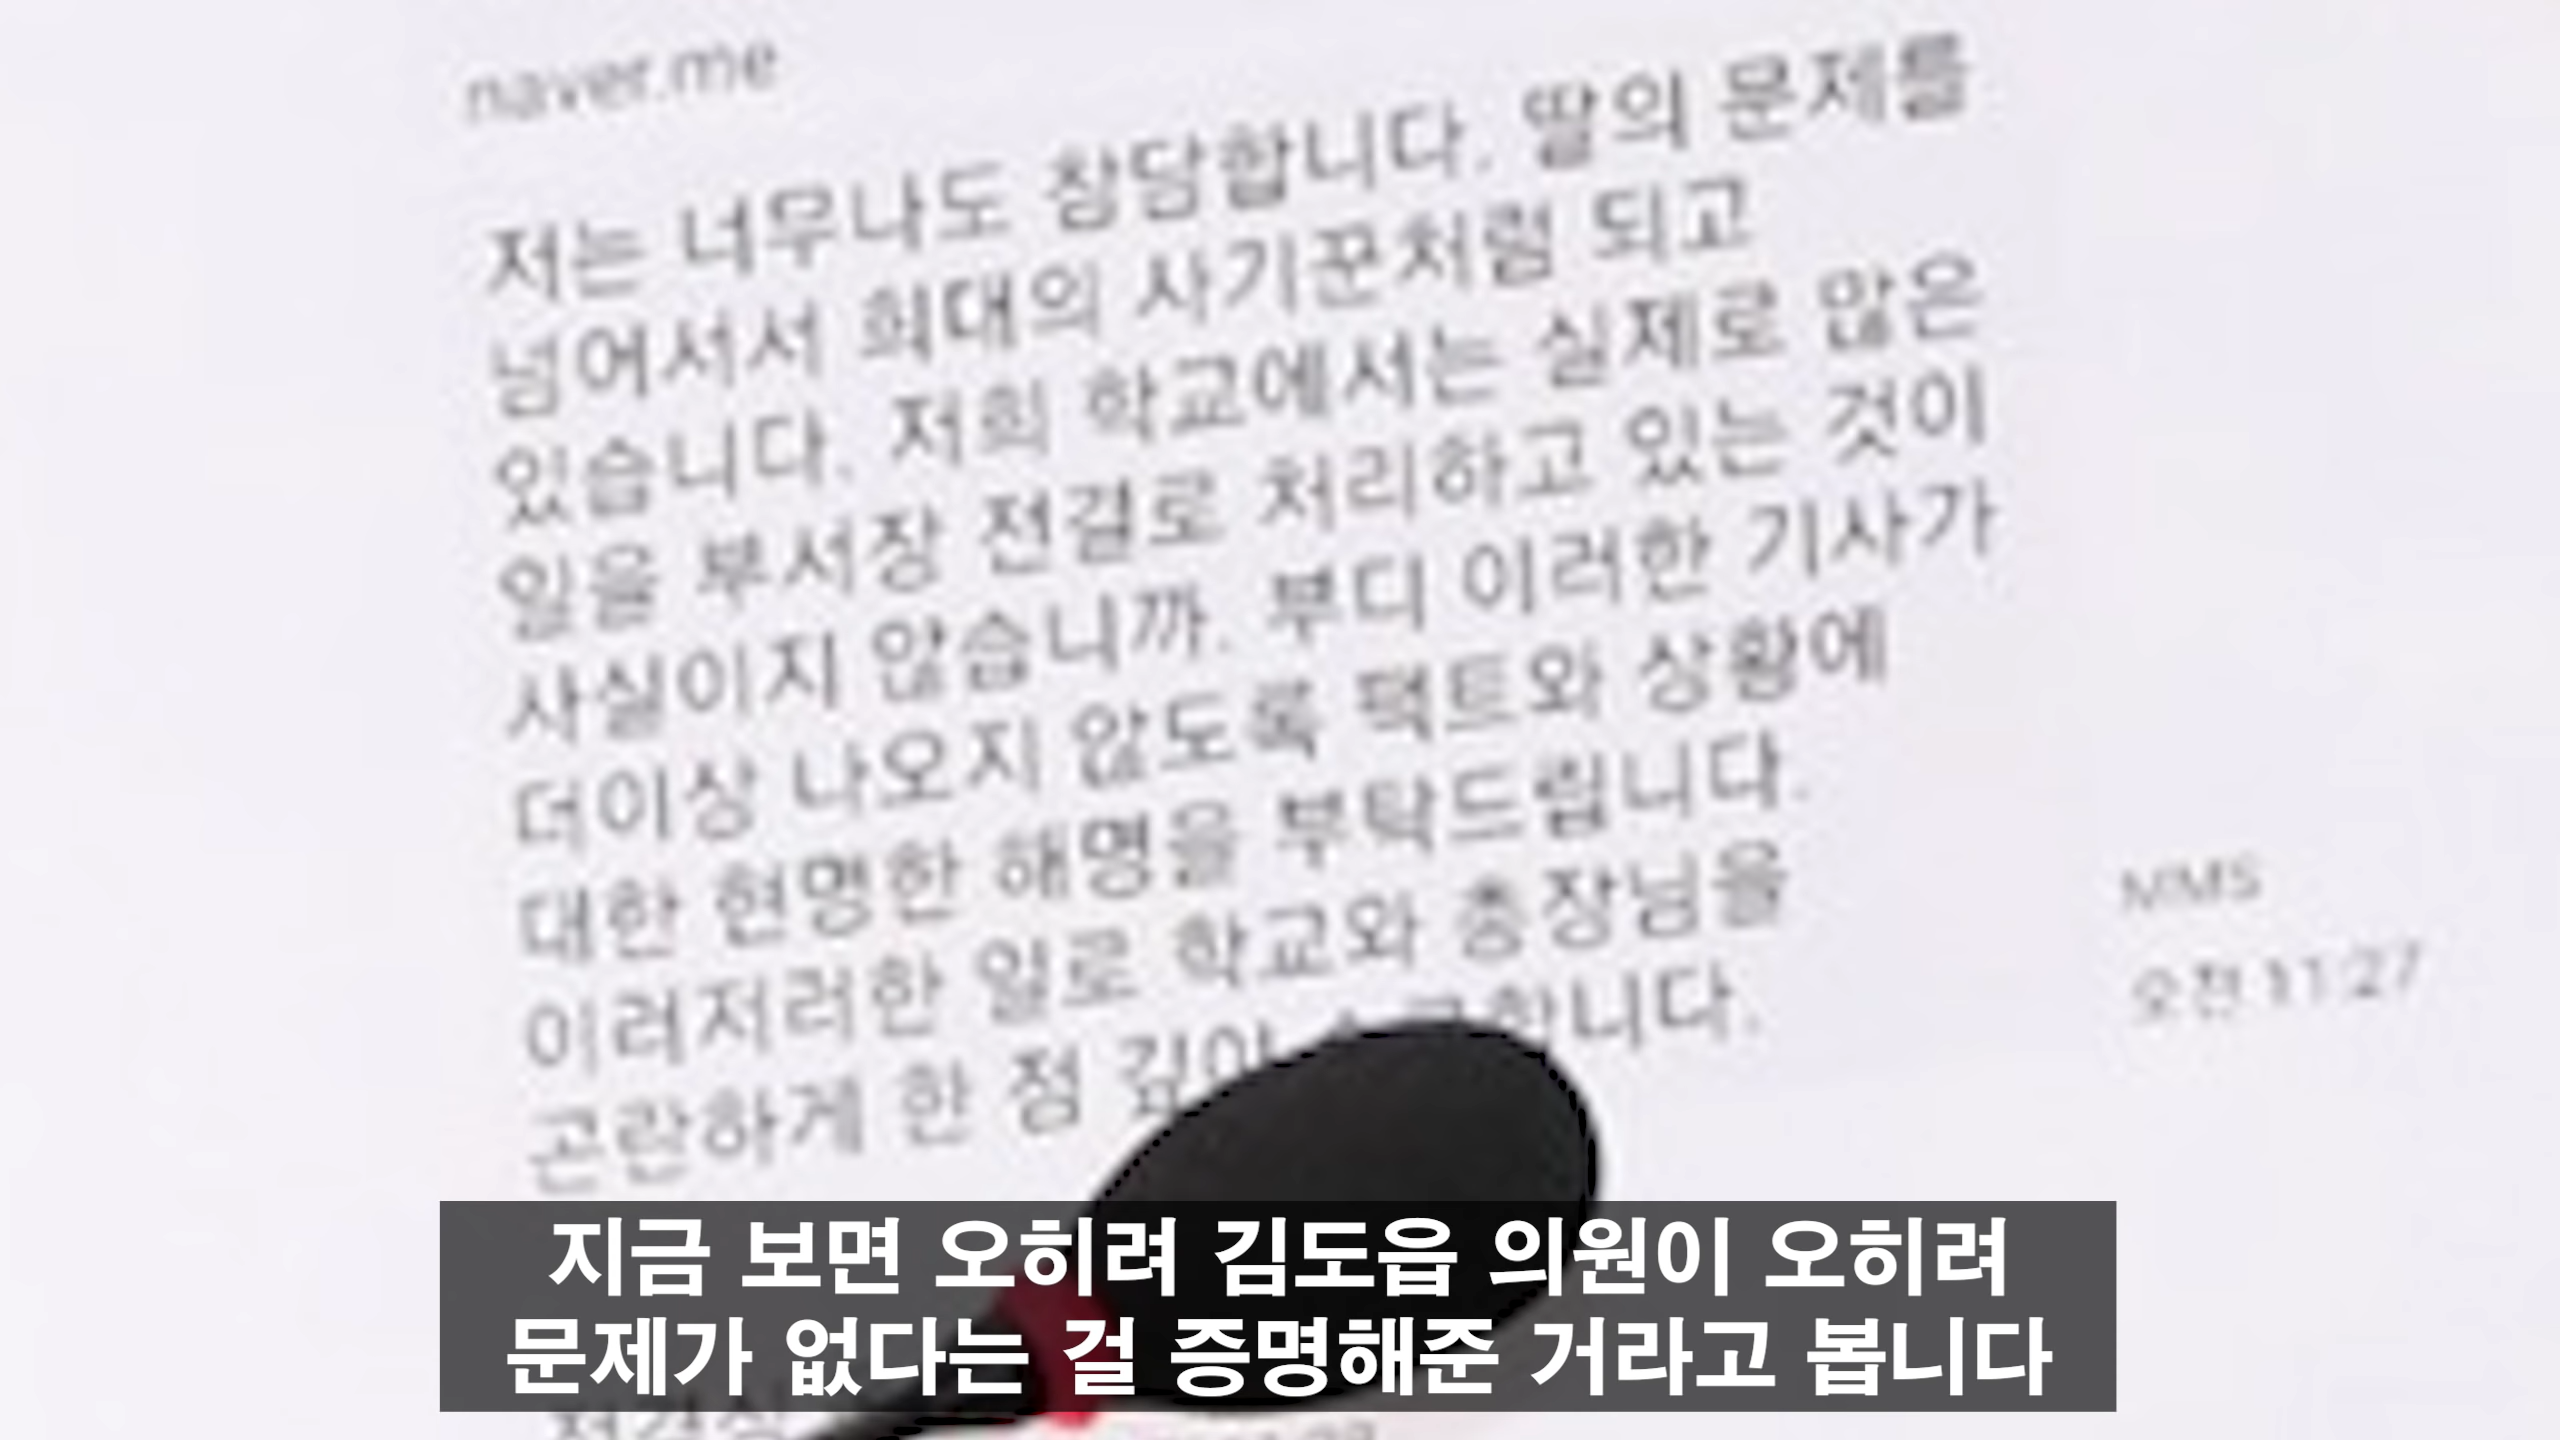 naver.me
저는 너무나도 참담합니다. 딸의 문제를
넘어서서 희대의 사기꾼처럼 되고
있습니다. 저희 학교에서는 실제로 많은
일을 부서장 전결로 처리하고 있는 것이
사실이지 않습니까. 부디 이러한 기사가
더이상 나오지 않도록 팩트와 상황에
대한 현명한 해명을 부탁드립니다.
이러저러한 일로 학교와 총장님을
곤란하게 한 점 깊이
MMS
오전 11:27
지금 보면 오히려 김도읍 의원이 오히려
문제가 없다는 걸 증명해준 거라고 봅니다